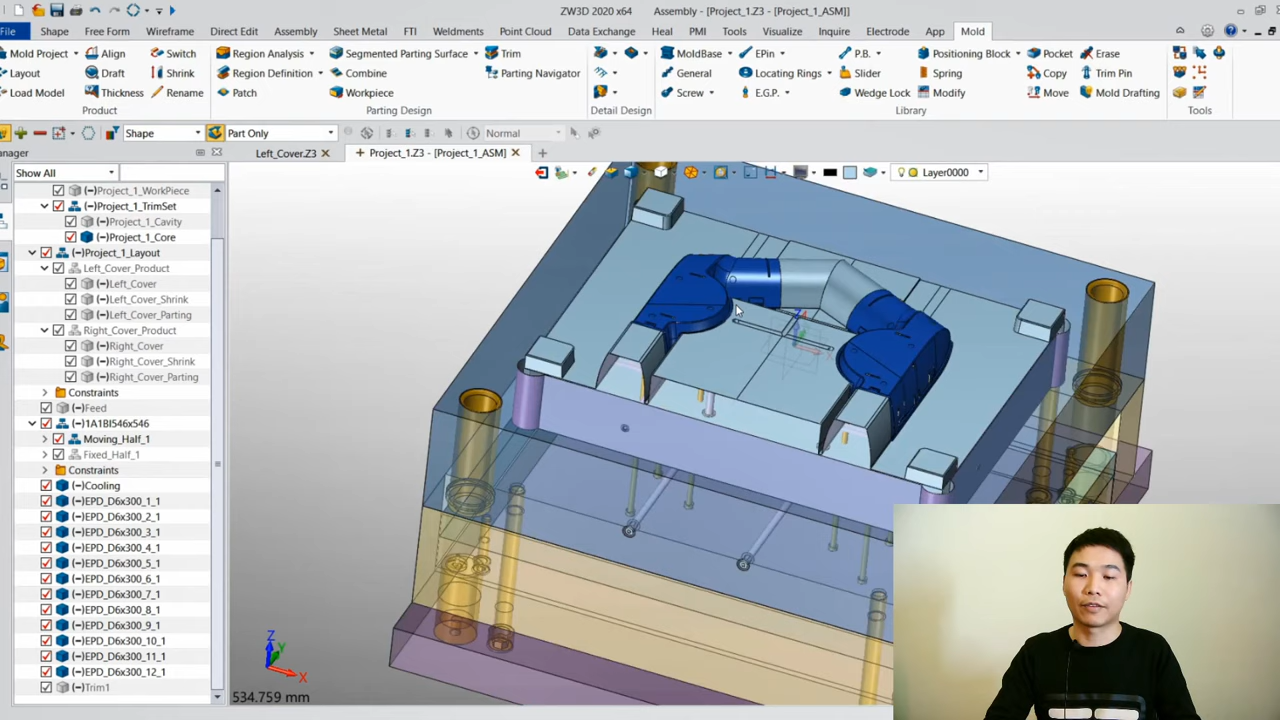 ZW3D 2020 x64 Assembly - [Project_1.Z3 - [Project_1_ASM]]
File Shape Free Form Wireframe Direct Edit Assembly Sheet Metal FTI Weldments Point Cloud Data Exchange Heal PMI Tools Visualize Inquire Electrode App Mold
Mold Project Align Switch Region Analysis Segmented Parting Surface Trim MoldBase EPin P.B. Positioning Block Pocket Erase
Layout Draft Shrink Region Definition Combine Parting Navigator General Locating Rings Slider Spring Copy Trim Pin
Load Model Thickness Rename Patch Workpiece Screw E.G.P. Wedge Lock Modify Move Mold Drafting
Product Parting Design Detail Design Library Tools
Shape Part Only Normal
anager Left_Cover.Z3 Project_1.Z3 - [Project_1_ASM]
Show All Layer0000
(−)Project_1_WorkPiece
(−)Project_1_TrimSet
(−)Project_1_Cavity
(−)Project_1_Core
(−)Project_1_Layout
(−)Left_Cover_Product
(−)Left_Cover
(−)Left_Cover_Shrink
(−)Left_Cover_Parting
(−)Right_Cover_Product
(−)Right_Cover
(−)Right_Cover_Shrink
(−)Right_Cover_Parting
Constraints
(−)Feed
(−)1A1BI546x546
(−)Moving_Half_1
(−)Fixed_Half_1
Constraints
(−)Cooling
(−)EPD_D6x300_1_1
(−)EPD_D6x300_2_1
(−)EPD_D6x300_3_1
(−)EPD_D6x300_4_1
(−)EPD_D6x300_5_1
(−)EPD_D6x300_6_1
(−)EPD_D6x300_7_1
(−)EPD_D6x300_8_1
(−)EPD_D6x300_9_1
(−)EPD_D6x300_10_1
(−)EPD_D6x300_11_1
(−)EPD_D6x300_12_1
(−)Trim1
Z
Y
X
534.759 mm